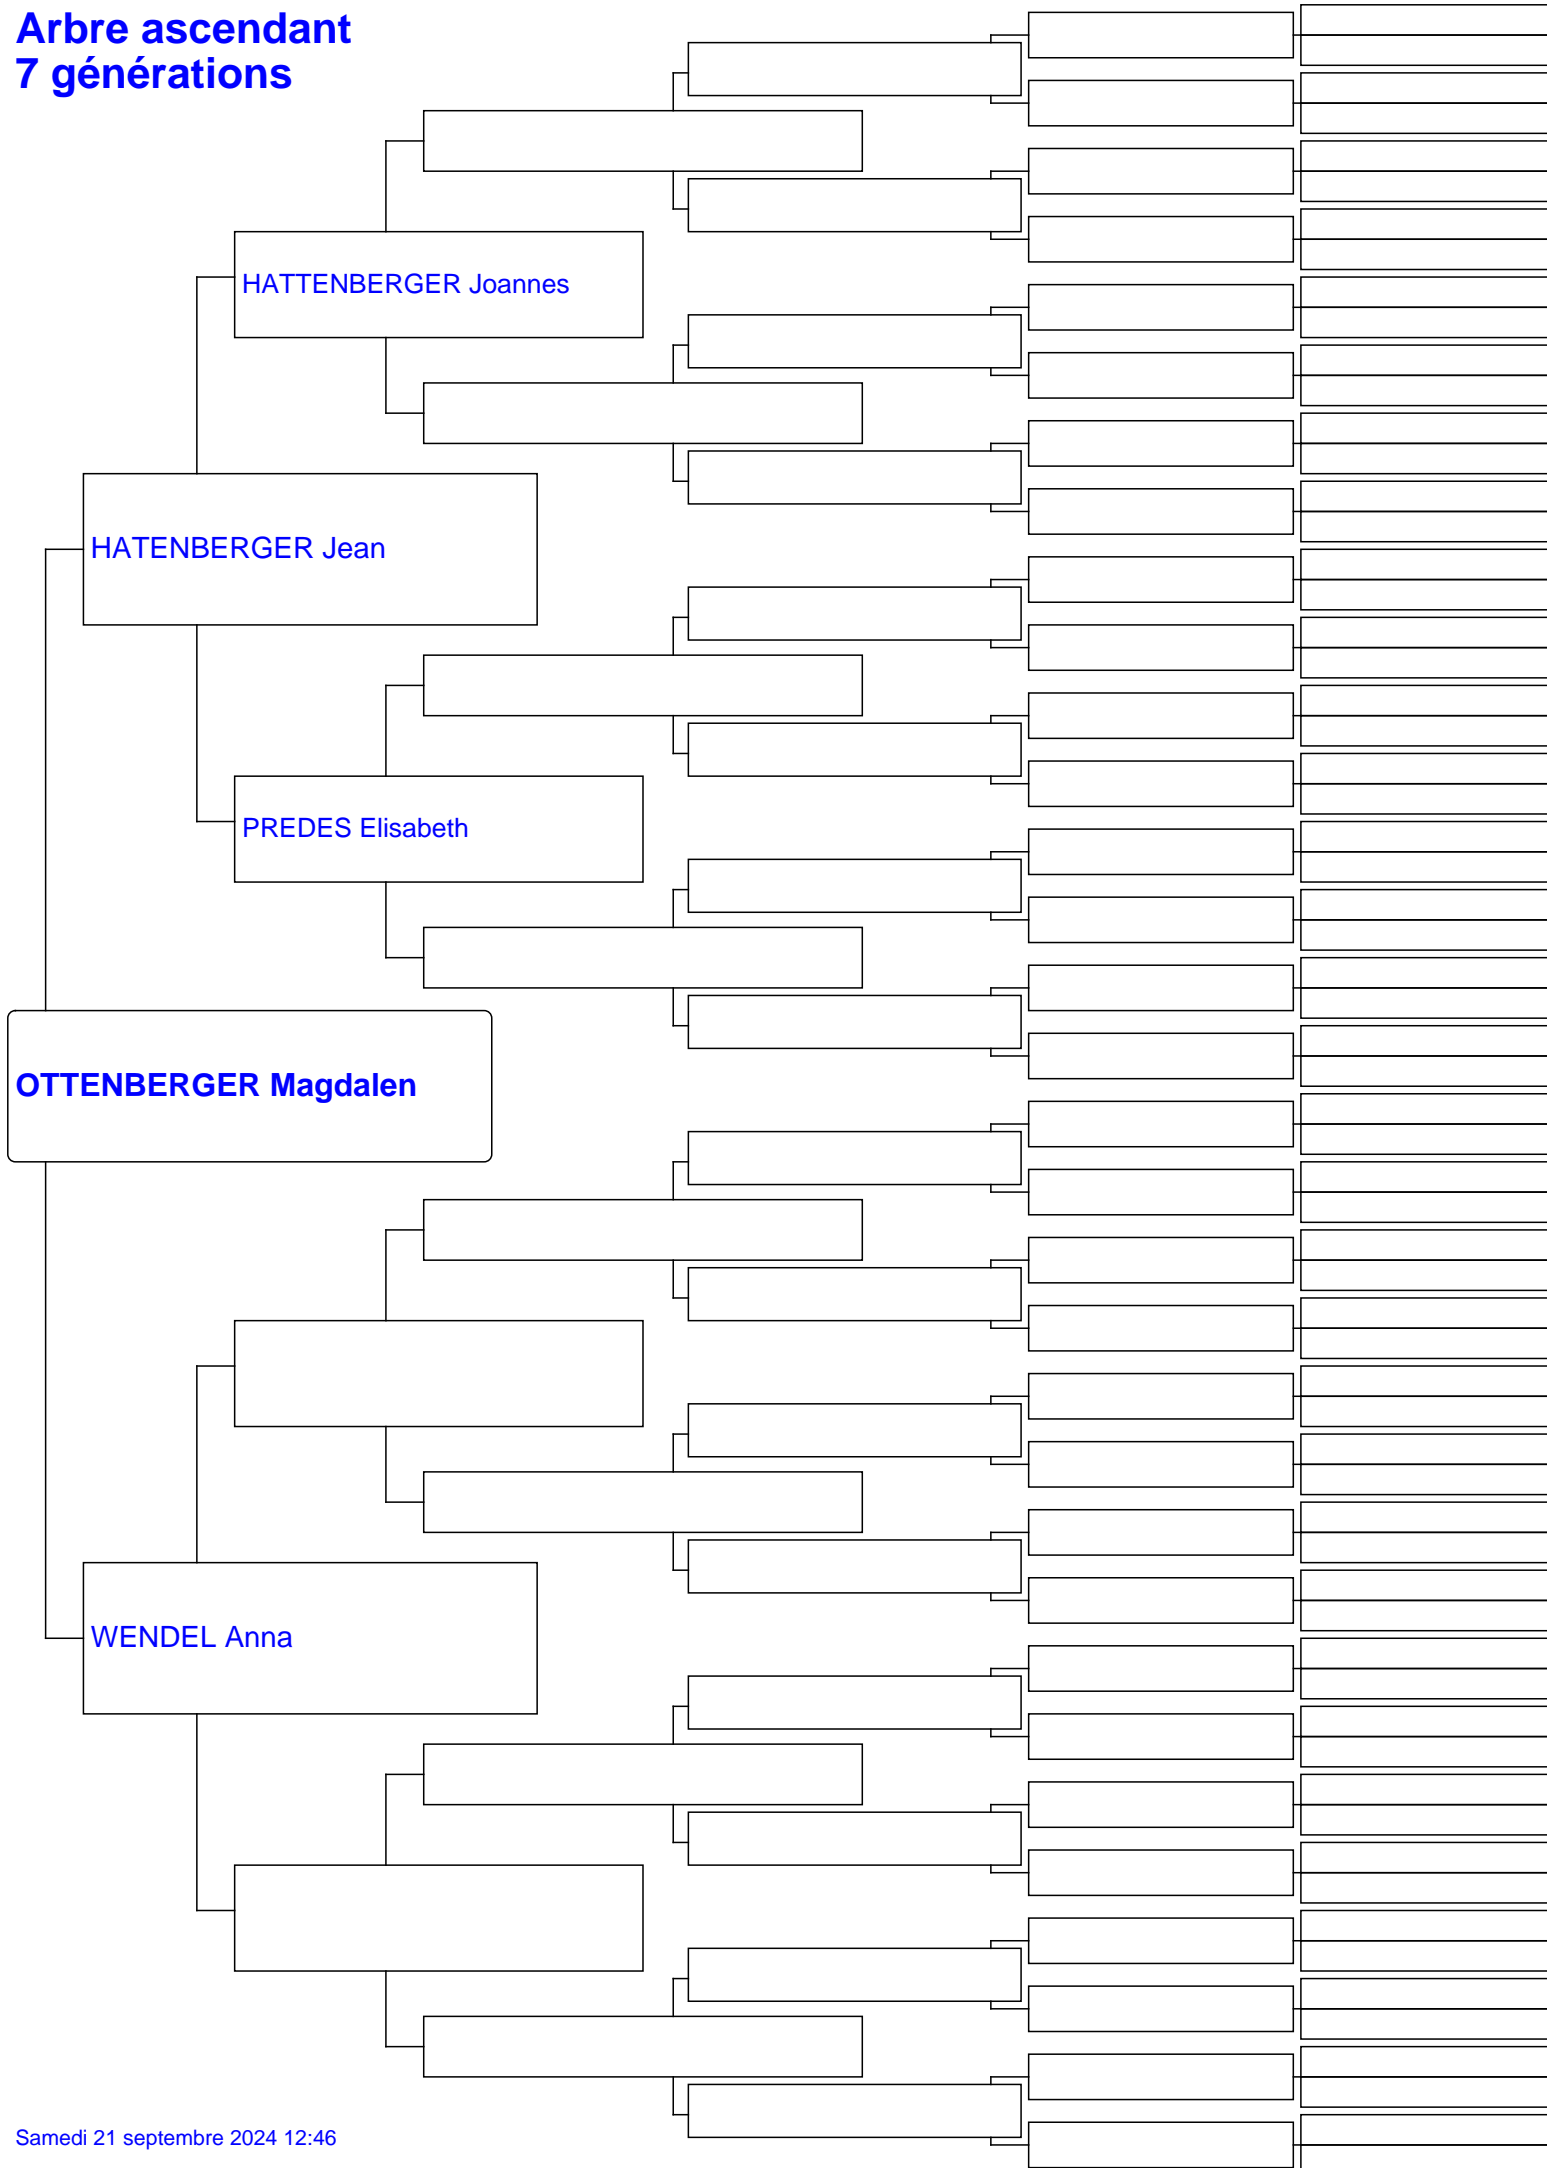 Arbre ascendant
7 générations
HATTENBERGER Joannes
HATENBERGER Jean
PREDES Elisabeth
OTTENBERGER Magdalen
WENDEL Anna
Samedi 21 septembre 2024 12:46